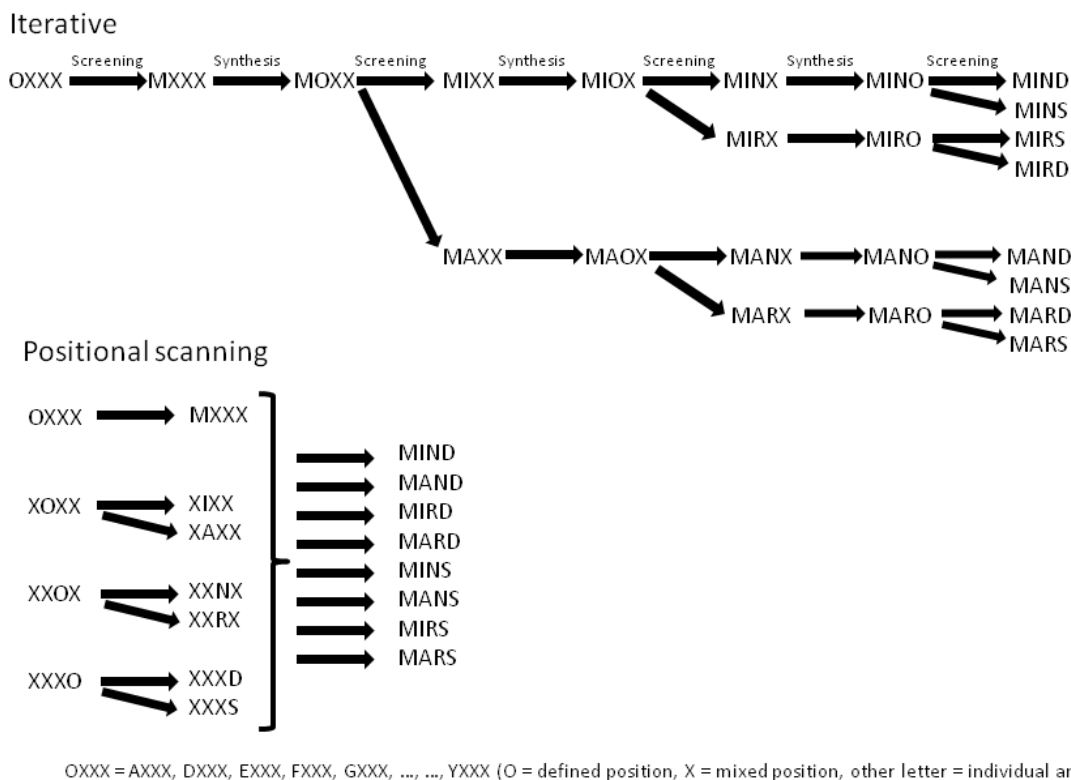 Iterative
Screening Synthesis Screening Synthesis Screening Synthesis Screening
OXXX MXXX MOXX MIXX MIOX MINX MINO MIND
MINS
MIRX MIRO MIRS
MIRD
MAXX MAOX MANX MANO MAND
MANS
MARX MARO MARD
MARS
Positional scanning
OXXX MXXX
XOXX XIXX
XAXX
XXOX XXNX
XXRX
XXXO XXXD
XXXS
MIND
MAND
MIRD
MARD
MINS
MANS
MIRS
MARS
OXXX = AXXX, DXXX, EXXX, FXXX, GXXX, ..., ..., YXXX (O = defined position, X = mixed position, other letter = individual